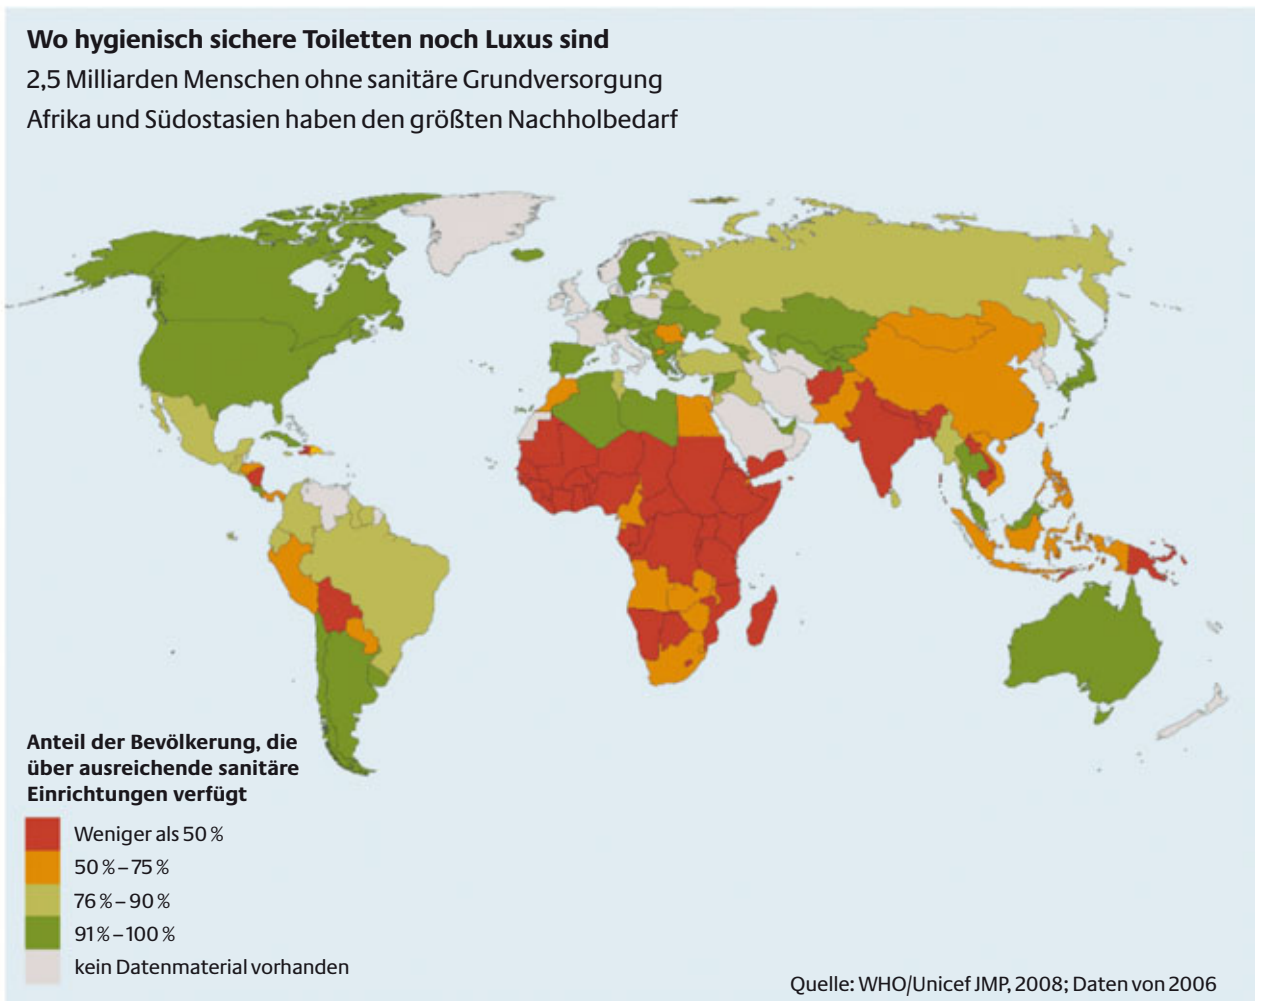 Wo hygienisch sichere Toiletten noch Luxus sind
2,5 Milliarden Menschen ohne sanitäre Grundversorgung
Afrika und Südostasien haben den größten Nachholbedarf
Anteil der Bevölkerung, die
über ausreichende sanitäre
Einrichtungen verfügt
Weniger als 50 %
50 % – 75 %
76 % – 90 %
91 % – 100 %
kein Datenmaterial vorhanden
Quelle: WHO/Unicef JMP, 2008; Daten von 2006